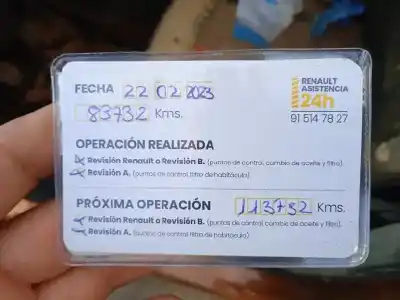 FECHA 22 02 2023
RENAULT
ASISTENCIA
24h
83732 Kms.
91 514 78 27
OPERACIÓN REALIZADA
Revisión Renault o Revisión B. (puntos de control, cambio de aceite y filtro).
Revisión A. (puntos de control, filtro de habitáculo).
PRÓXIMA OPERACIÓN 113732 Kms.
Revisión Renault o Revisión B. (puntos de control, cambio de aceite y filtro).
Revisión A. (puntos de control, filtro de habitáculo).